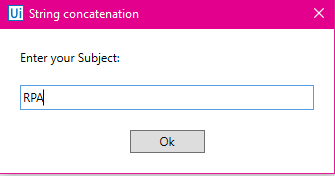 Ui String concatenation
Enter your Subject:
RPA
Ok